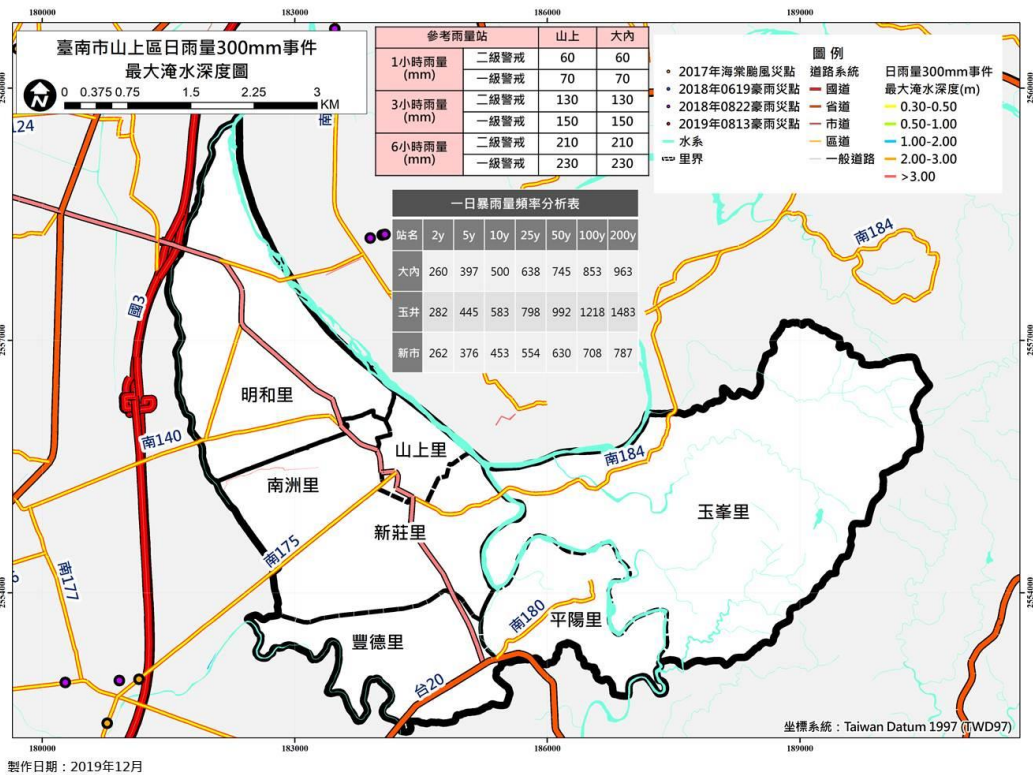 180000 183000 186000 189000
臺南市山上區日雨量300mm事件
最大淹水深度圖
N
0 0.375 0.75 1.5 2.25 3
KM
參考雨量站 山上 大內
1小時雨量(mm) 二級警戒 60 60
一級警戒 70 70
3小時雨量(mm) 二級警戒 130 130
一級警戒 150 150
6小時雨量(mm) 二級警戒 210 210
一級警戒 230 230
圖例
2017年海棠颱風災點
2018年0619豪雨災點
2018年0822豪雨災點
2019年0813豪雨災點
水系
里界
道路系統
國道
省道
市道
區道
一般道路
日雨量300mm事件
最大淹水深度(m)
0.30-0.50
0.50-1.00
1.00-2.00
2.00-3.00
>3.00
一日暴雨量頻率分析表
站名 2y 5y 10y 25y 50y 100y 200y
大內 260 397 500 638 745 853 963
玉井 282 445 583 798 992 1218 1483
新市 262 376 453 554 630 708 787
2560000
2560000
124
南
南184
國3
2557000
2557000
明和里
南140
山上里
南184
南洲里
玉峯里
新莊里
南175
南177
2554000
2554000
南180
平陽里
豐德里
台20
坐標系統：Taiwan Datum 1997 (TWD97)
180000 183000 186000 189000
製作日期：2019年12月